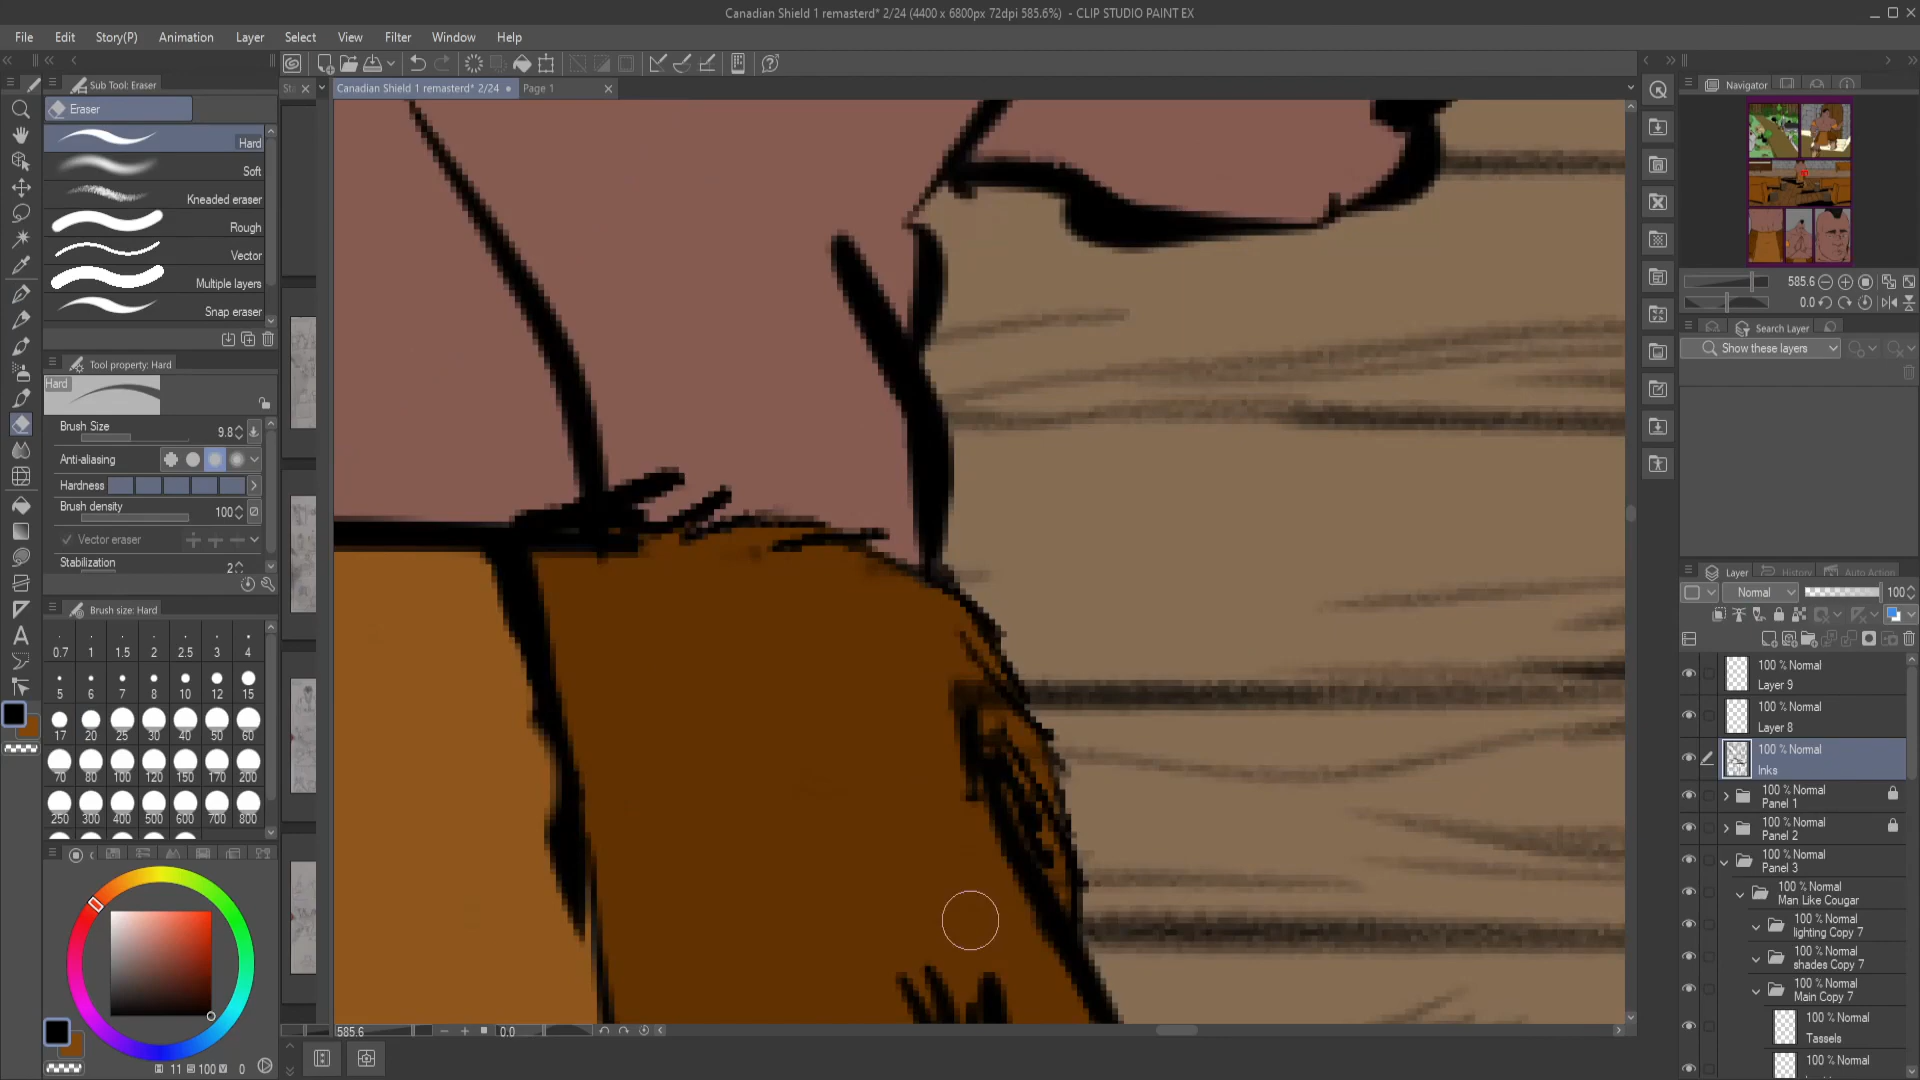 Canadian Shield 1 remasterd* 2/24 (4400 x 6800px 72dpi 585.6%) - CLIP STUDIO PAINT EX
File Edit Story(P) Animation Layer Select View Filter Window Help
Sub Tool: Eraser
Canadian Shield 1 remasterd* 2/24
Page 1
Navigator
Eraser
Hard
Soft
Kneaded eraser
Rough
Vector
Multiple layers
Snap eraser
585.6
0.0
Search Layer
Show these layers
Tool property: Hard
Hard
Brush Size 9.8
Anti-aliasing
Hardness
Brush density 100
Vector eraser
Stabilization 2
Brush size: Hard
0.7 1 1.5 2 2.5 3 4
5 6 7 8 10 12 15
17 20 25 30 40 50 60
70 80 100 120 150 170 200
250 300 400 500 600 700 800
11 100 0
585.6 0.0
Layer History Auto Action
Normal 100
100 % Normal
Layer 9
100 % Normal
Layer 8
100 % Normal
Inks
100 % Normal
Panel 1
100 % Normal
Panel 2
100 % Normal
Panel 3
100 % Normal
Man Like Cougar
100 % Normal
lighting Copy 7
100 % Normal
shades Copy 7
100 % Normal
Main Copy 7
100 % Normal
Tassels
100 % Normal